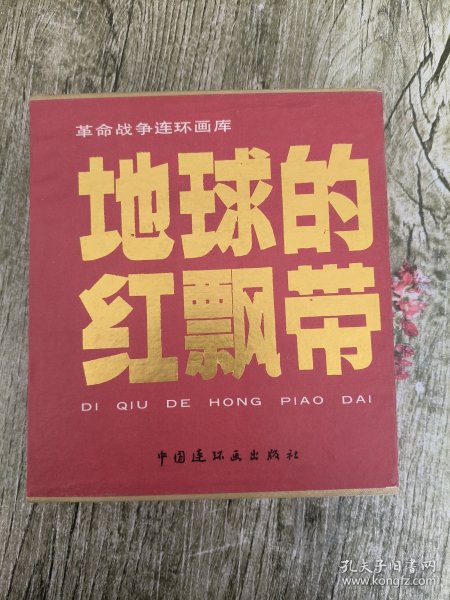 革命战争连环画库
地球的
红飘带
DI QIU DE HONG PIAO DAI
中国连环画出版社
孔夫子旧书网
www.kongfz.com